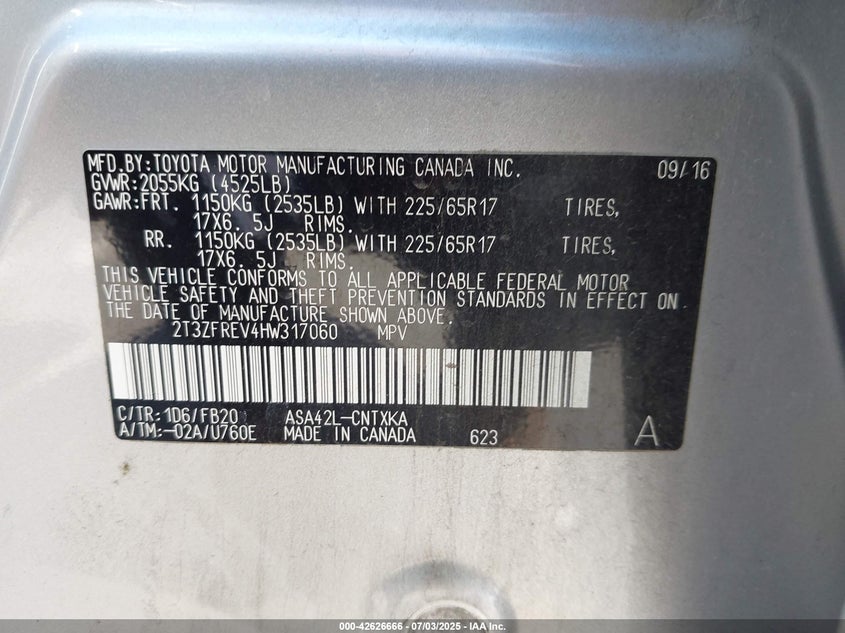 MFD.BY:TOYOTA MOTOR MANUFACTURING CANADA INC. 09/16
GVWR:2055KG (4525LB)
GAWR:FRT. 1150KG (2535LB) WITH 225/65R17 TIRES,
17X6. 5J RIMS.
RR. 1150KG (2535LB) WITH 225/65R17 TIRES,
17X6. 5J RIMS.
THIS VEHICLE CONFORMS TO ALL APPLICABLE FEDERAL MOTOR
VEHICLE SAFETY AND THEFT PREVENTION STANDARDS IN EFFECT ON
THE DATE OF MANUFACTURE SHOWN ABOVE.
2T3ZFREV4HW317060 MPV
C/TR:1D6/FB20 ASA42L-CNTXKA
A/TM:-02A/U760E MADE IN CANADA 623 A
000-42626666 - 07/03/2025 - IAA Inc.